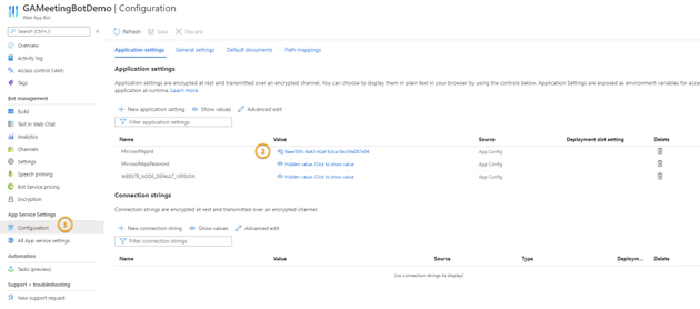 GAMeetingBotDemo | Configuration
Web App Bot
Search (Ctrl+/)
Refresh Save Discard
Overview
Activity log
Access control (IAM)
Tags
Bot management
Build
Test in Web Chat
Analytics
Channels
Settings
Speech priming
Bot Service pricing
Encryption
App Service Settings
Configuration
All App service settings
Automation
Tasks (preview)
Support + troubleshooting
New support request
Application settings General settings Default documents Path mappings
Application settings
Application settings are encrypted at rest and transmitted over an encrypted channel. You can choose to display them in plain text in your browser by using the controls below. Application Settings are exposed as environment variables for access
application at runtime. Learn more
New application setting Show values Advanced edit
Filter application settings
Name Value Source Deployment slot setting Delete
MicrosoftAppId 2 App Config
MicrosoftAppPassword Hidden value. Click to show value App Config
WEBSITE_NODE_DEFAULT_VERSION Hidden value. Click to show value App Config
Connection strings
Connection strings are encrypted at rest and transmitted over an encrypted channel.
New connection string Show values Advanced edit
Filter connection strings
Name Value Source Type Deploym... Delete
(no connection strings to display)